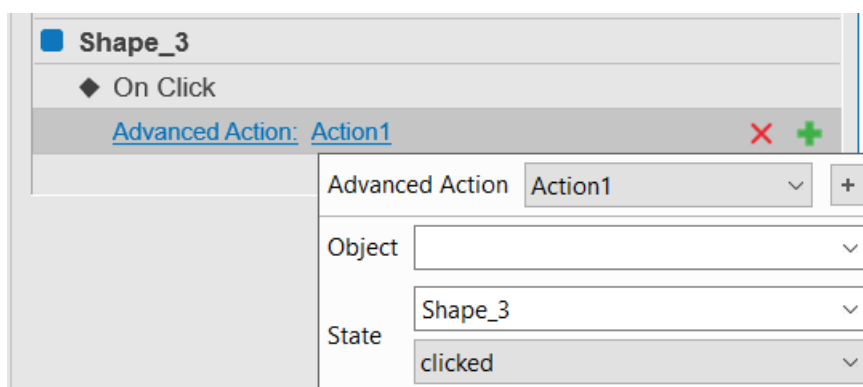 Shape_3
On Click
Advanced Action: Action1
Advanced Action Action1
Object
Shape_3
State
clicked